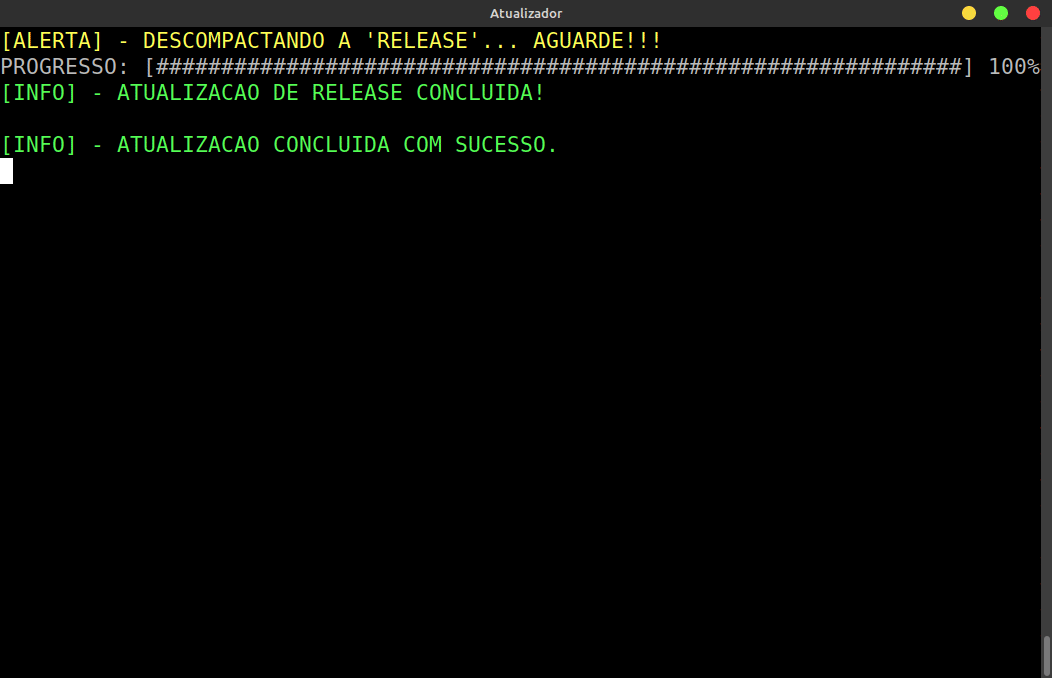 Atualizador
[ALERTA] - DESCOMPACTANDO A 'RELEASE'... AGUARDE!!!
PROGRESSO: [##############################################################] 100%
[INFO] - ATUALIZACAO DE RELEASE CONCLUIDA!
[INFO] - ATUALIZACAO CONCLUIDA COM SUCESSO.